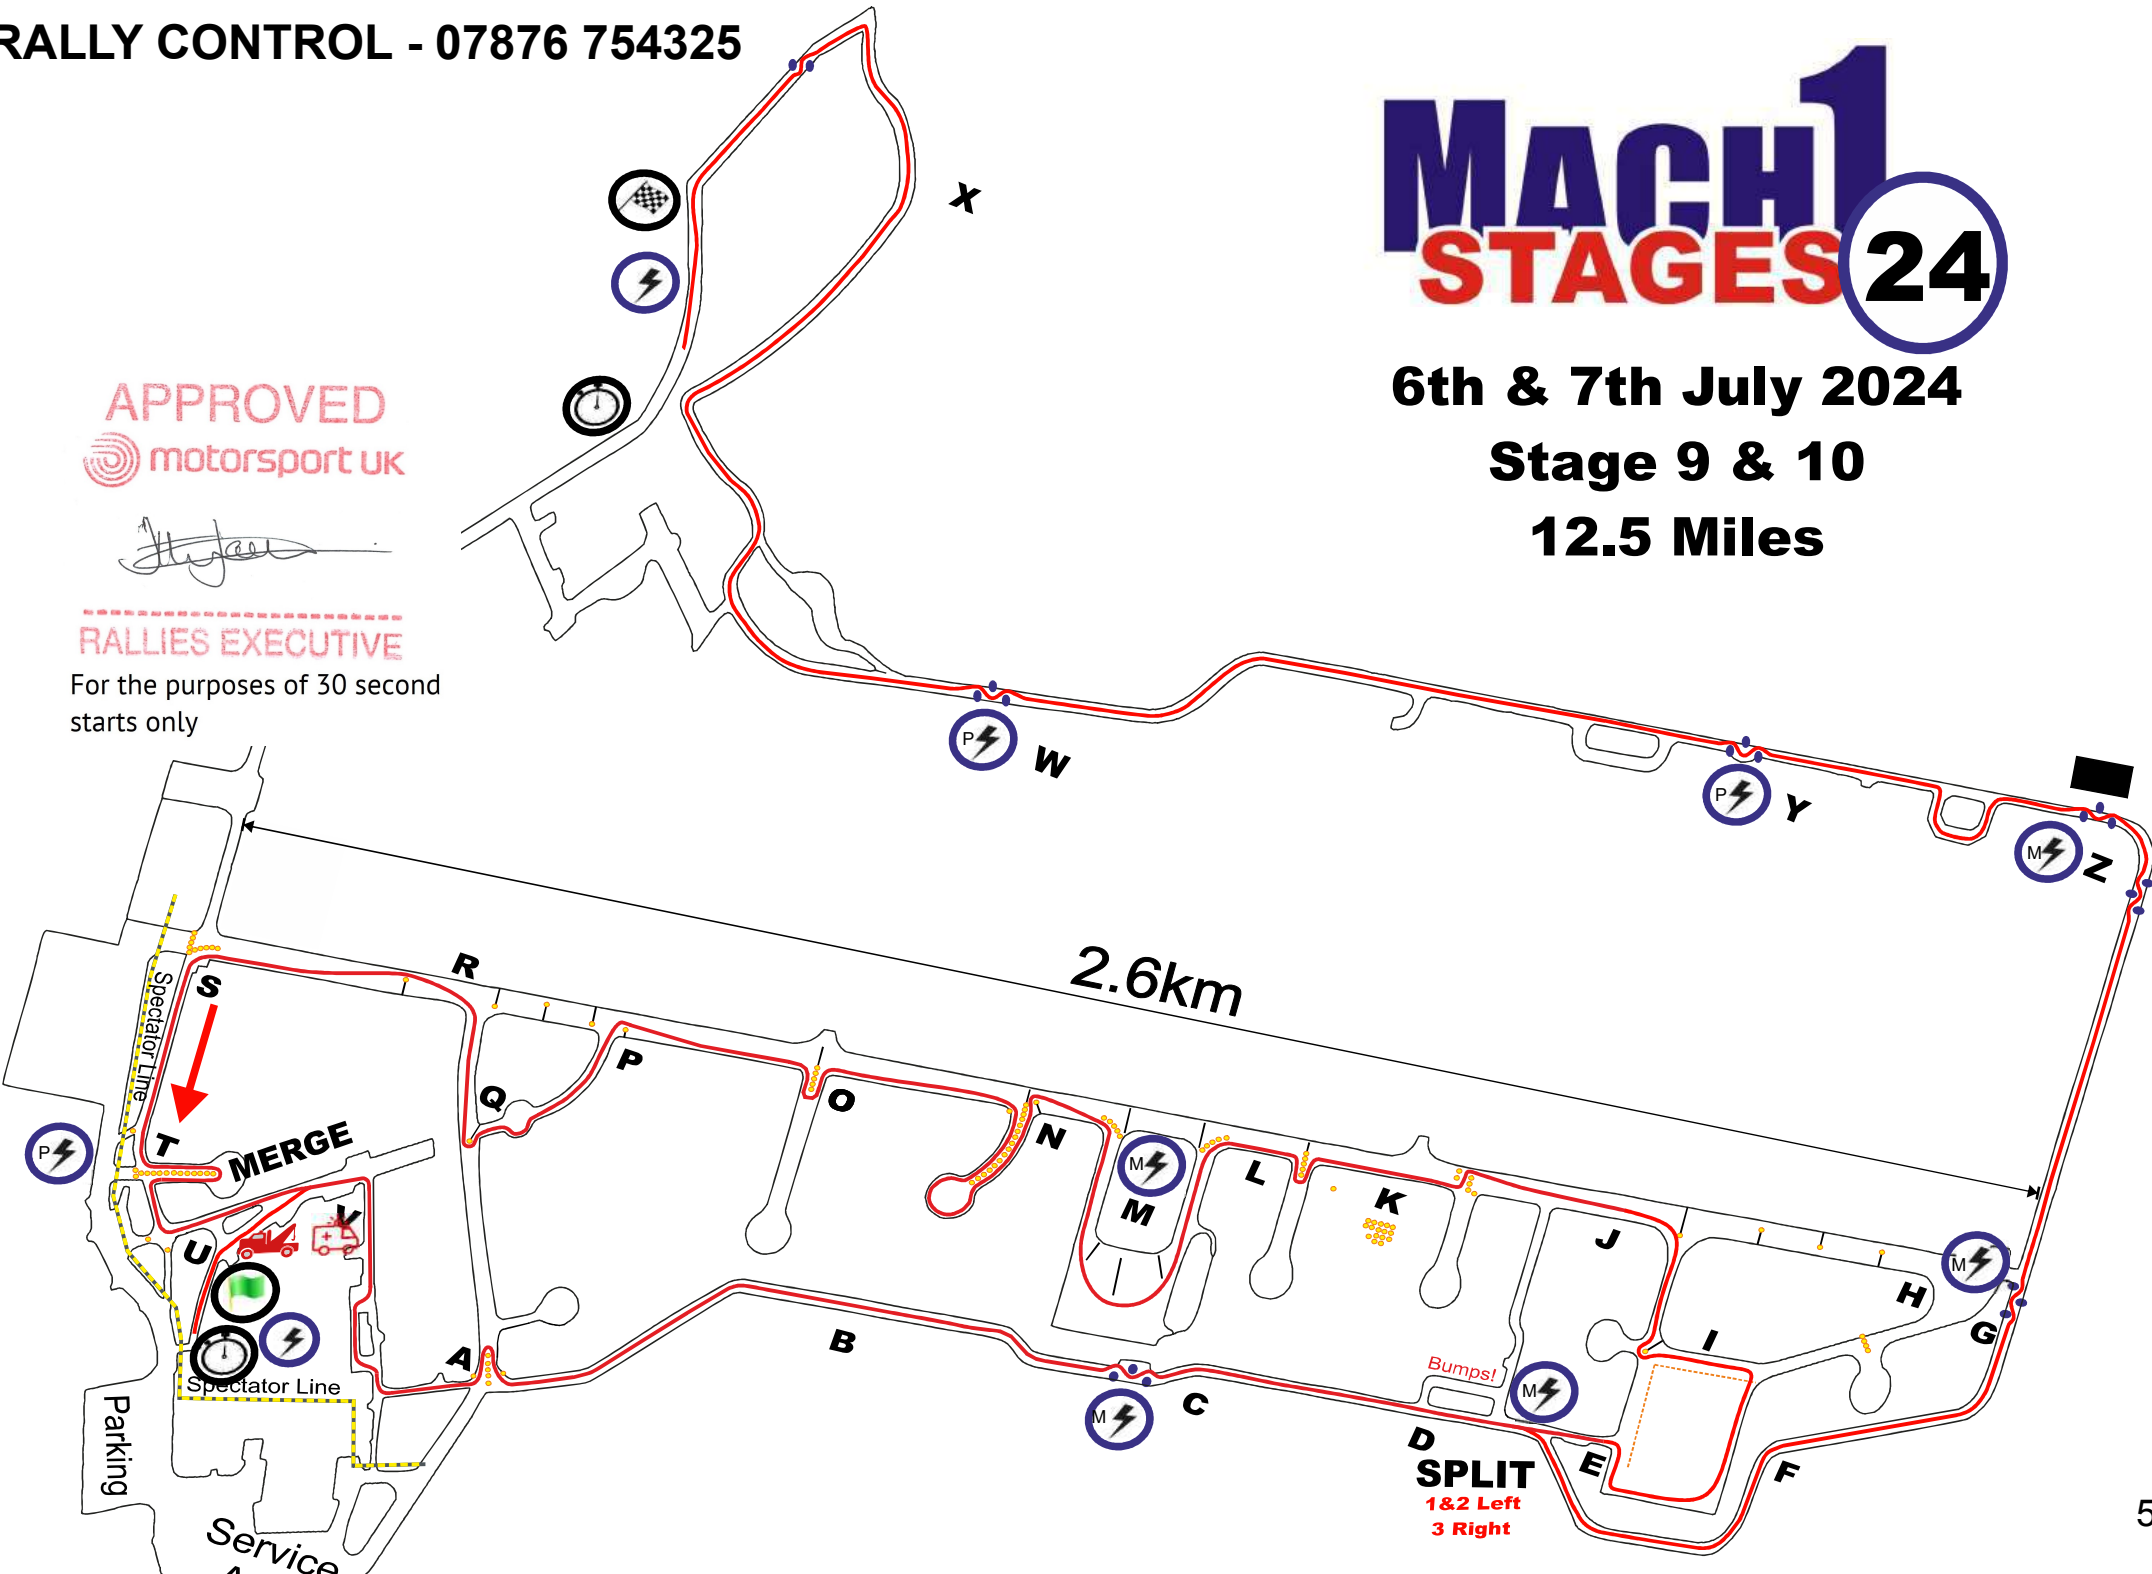 RALLY CONTROL - 07876 754325
MACH 1
STAGES 24
6th & 7th July 2024
Stage 9 & 10
12.5 Miles
APPROVED
motorsport UK
RALLIES EXECUTIVE
For the purposes of 30 second
starts only
X
W
P
Y
P
Z
M
2.6km
R
S
Spectator Line
Q
P
O
N
M
M
L
K
J
H
M
G
I
T
P
MERGE
V
U
A
B
C
M
Bumps!
M
D
SPLIT
1&2 Left
3 Right
E
F
Spectator Line
Parking
Service
5